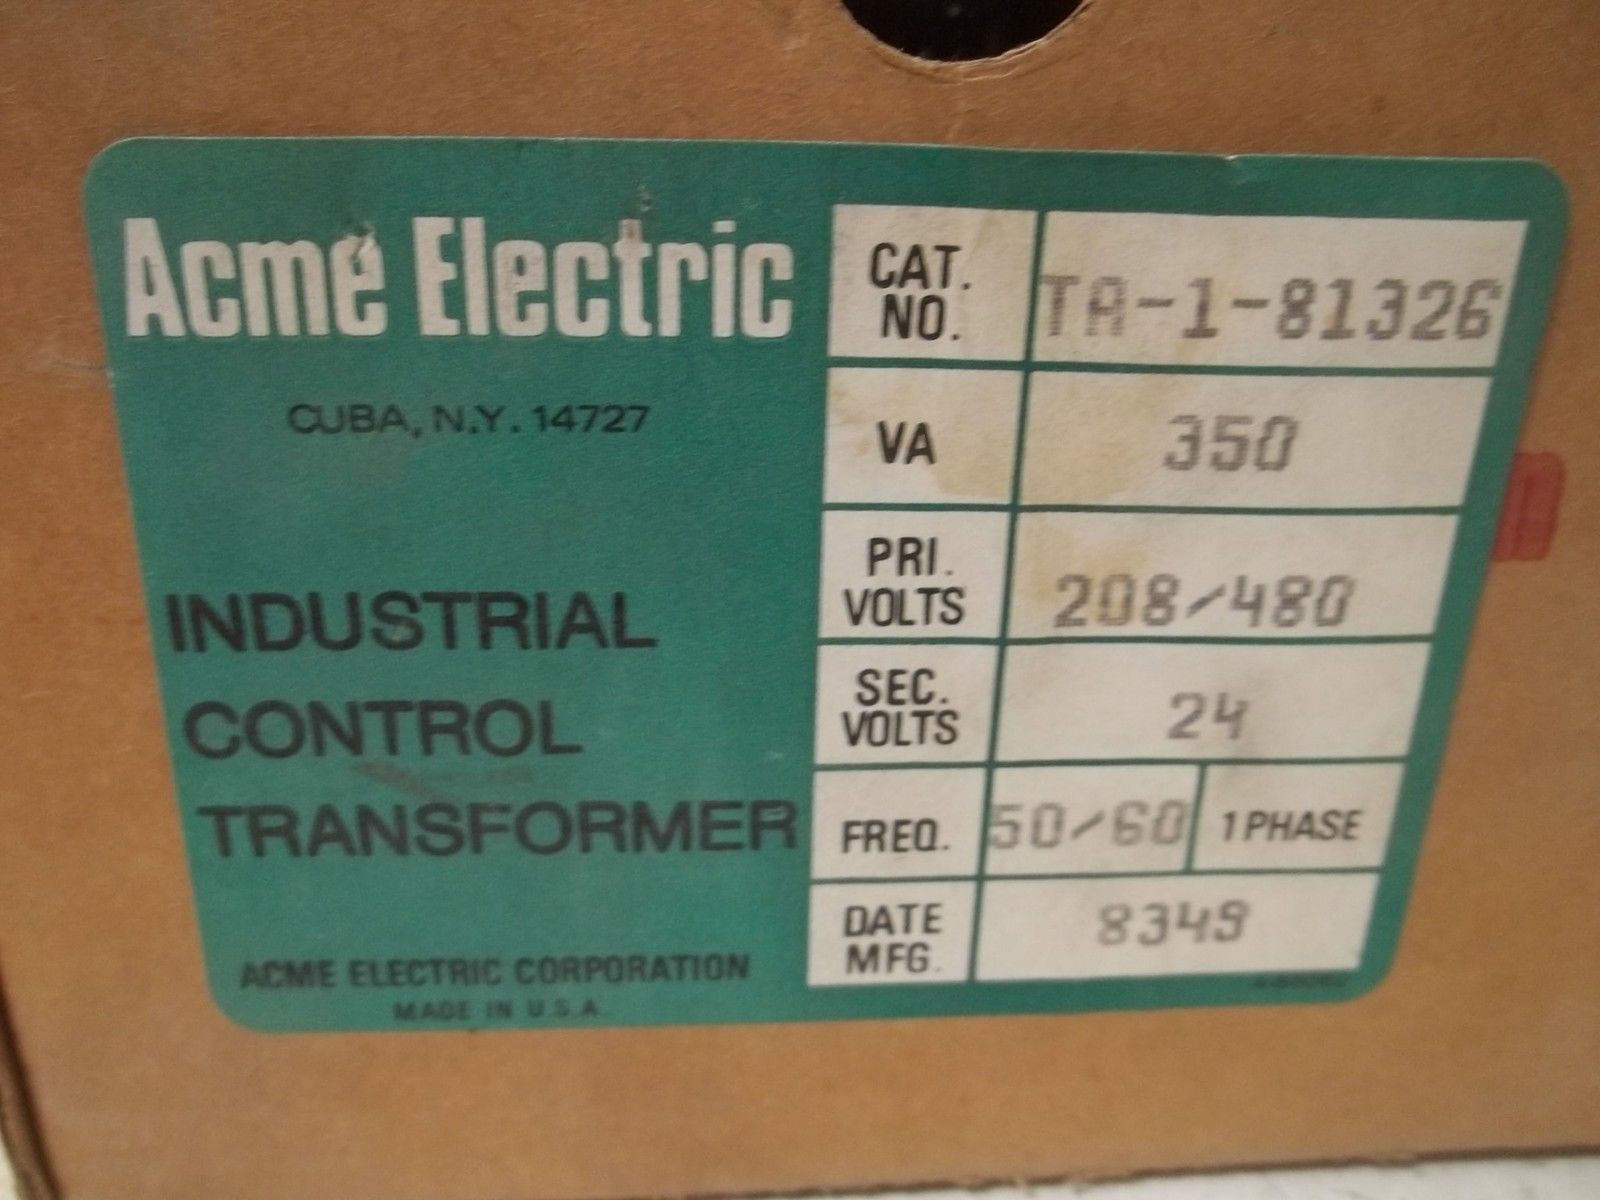 Acme Electric
CUBA, N.Y. 14727
INDUSTRIAL
CONTROL
TRANSFORMER
ACME ELECTRIC CORPORATION
MADE IN U.S.A.
CAT. NO. TA-1-81326
VA 350
PRI. VOLTS 208/480
SEC. VOLTS 24
FREQ. 50/60 1 PHASE
DATE MFG. 8349